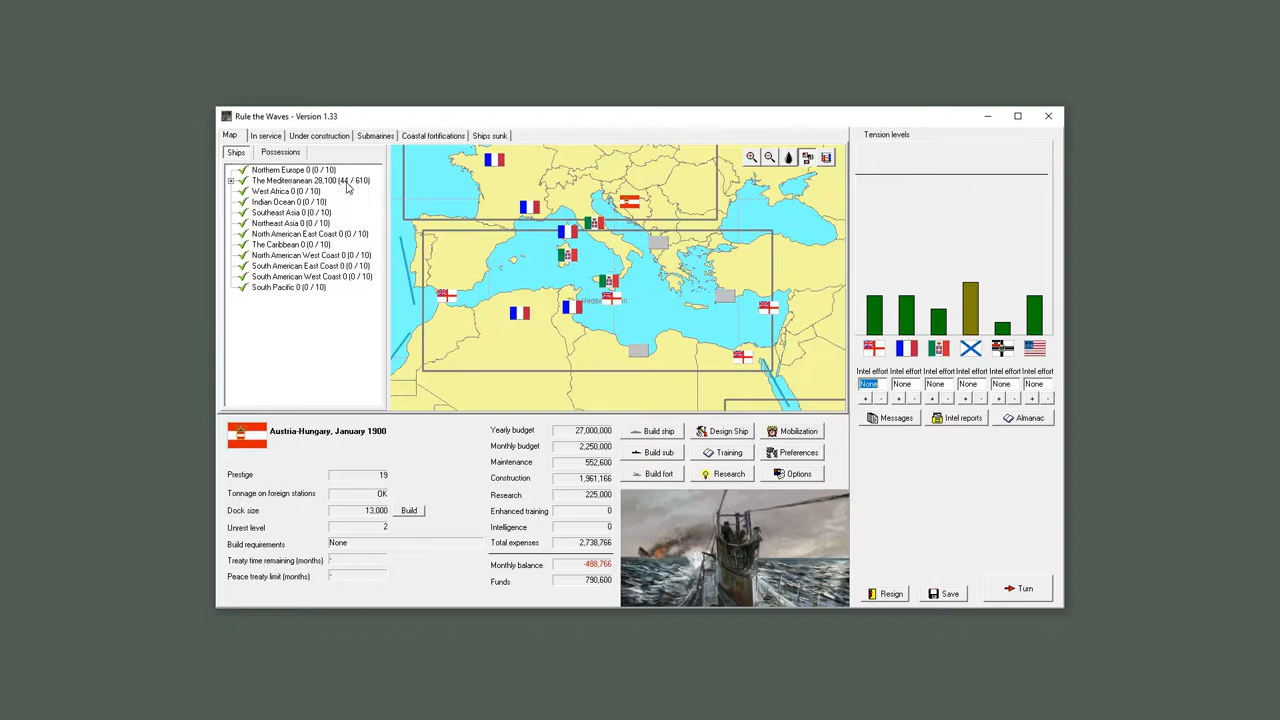 Rule the Waves - Version 1.33
Map In service Under construction Submarines Coastal fortifications Ships sunk
Ships Possessions
Northern Europe 0 (0 / 10)
The Mediterranean 28,100 (44 / 610)
West Africa 0 (0 / 10)
Indian Ocean 0 (0 / 10)
Southeast Asia 0 (0 / 10)
Northeast Asia 0 (0 / 10)
North American East Coast 0 (0 / 10)
The Caribbean 0 (0 / 10)
North American West Coast 0 (0 / 10)
South American East Coast 0 (0 / 10)
South American West Coast 0 (0 / 10)
South Pacific 0 (0 / 10)
Tension levels
Intel effort Intel effort Intel effort Intel effort Intel effort Intel effort
None None None None None None
+ - + - + - + - + - + -
Messages Intel reports Almanac
Austria-Hungary, January 1900
Prestige 19
Tonnage on foreign stations OK
Dock size 13,000 Build
Unrest level 2
Build requirements None
Treaty time remaining (months) -
Peace treaty limit (months) -
Yearly budget 27,000,000
Monthly budget 2,250,000
Maintenance 552,600
Construction 1,961,166
Research 225,000
Enhanced training 0
Intelligence 0
Total expenses 2,738,766
Monthly balance -488,766
Funds 790,600
Build ship Design Ship Mobilization
Build sub Training Preferences
Build fort Research Options
Resign Save Turn